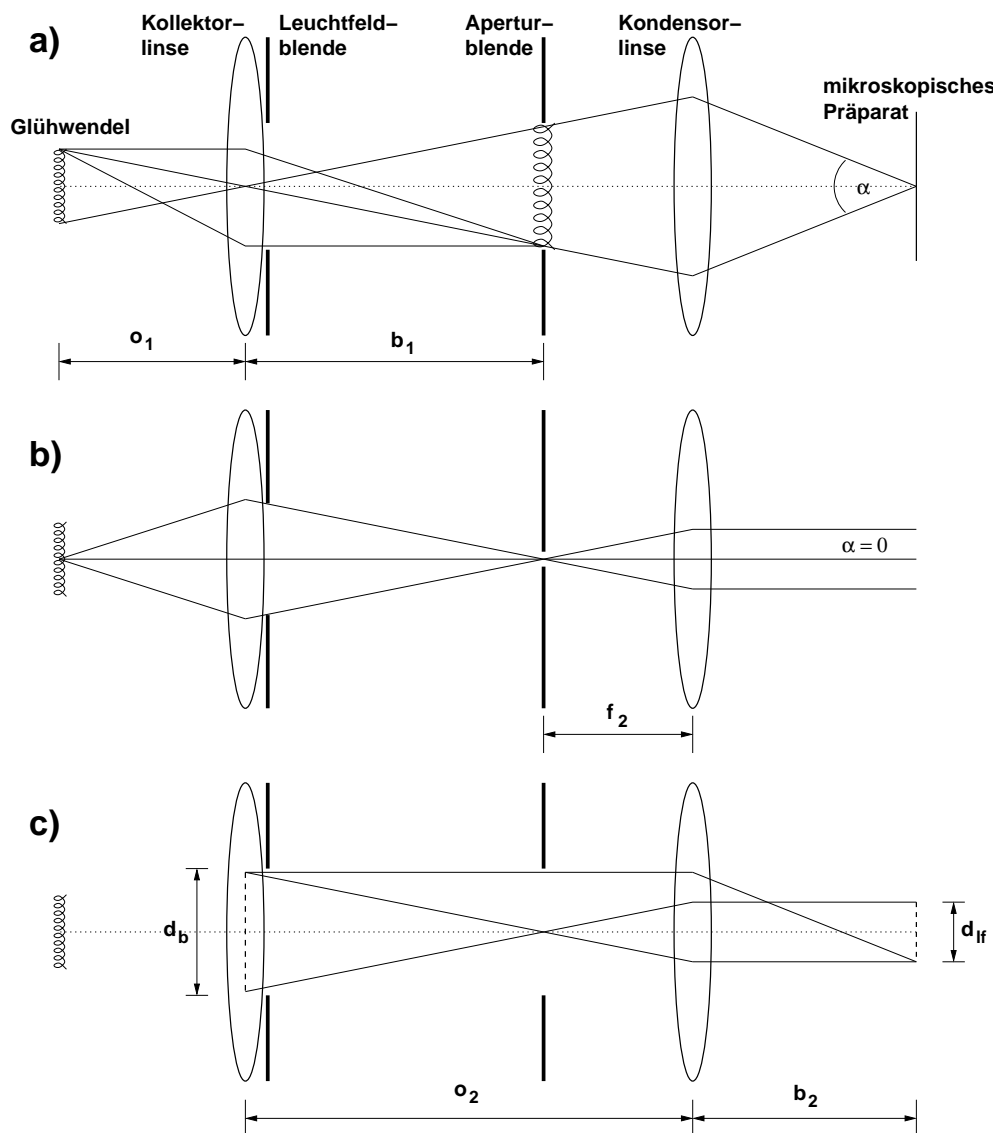 a)
Kollektor–
linse
Leuchtfeld–
blende
Apertur–
blende
Kondensor–
linse
mikroskopisches
Präparat
Glühwendel
α
o1
b1
b)
α = 0
f2
c)
db
dlf
o2
b2